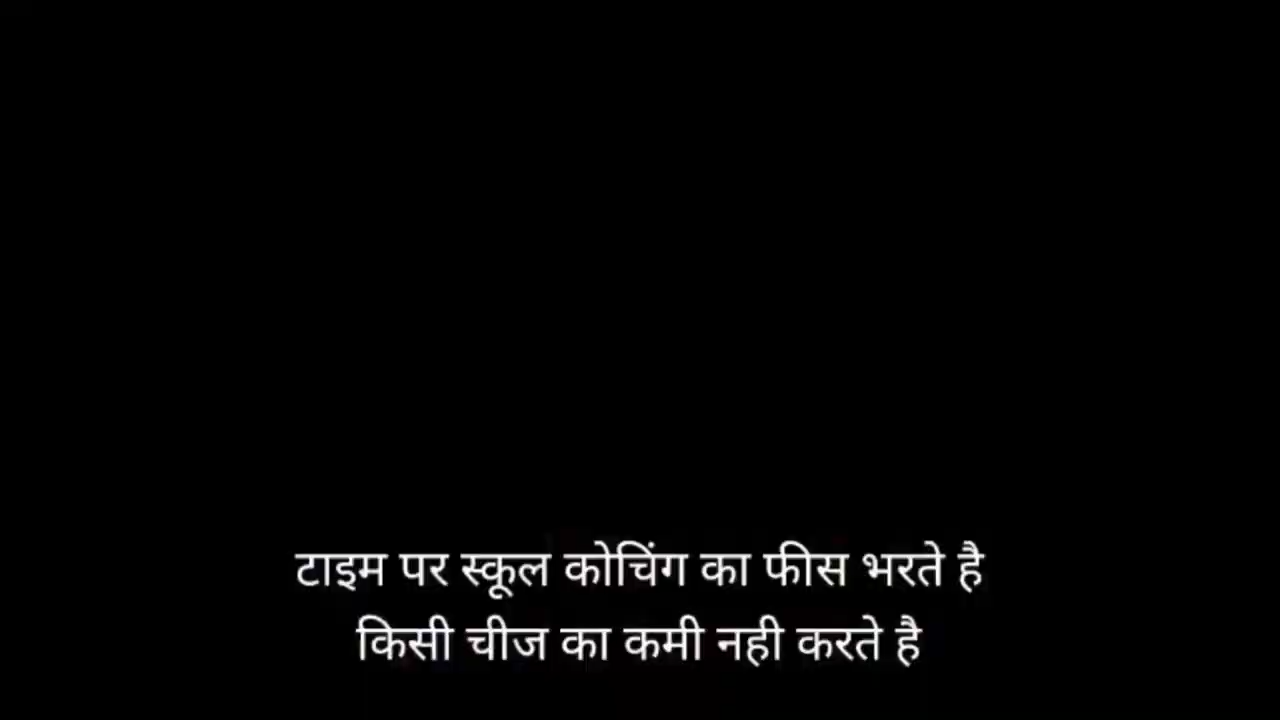 टाइम पर स्कूल कोचिंग का फीस भरते है
किसी चीज का कमी नही करते है